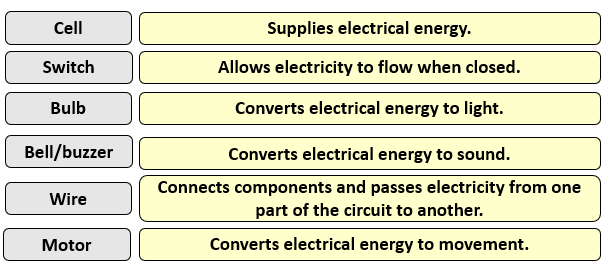 Cell
Supplies electrical energy.
Switch
Allows electricity to flow when closed.
Bulb
Converts electrical energy to light.
Bell/buzzer
Converts electrical energy to sound.
Wire
Connects components and passes electricity from one
part of the circuit to another.
Motor
Converts electrical energy to movement.